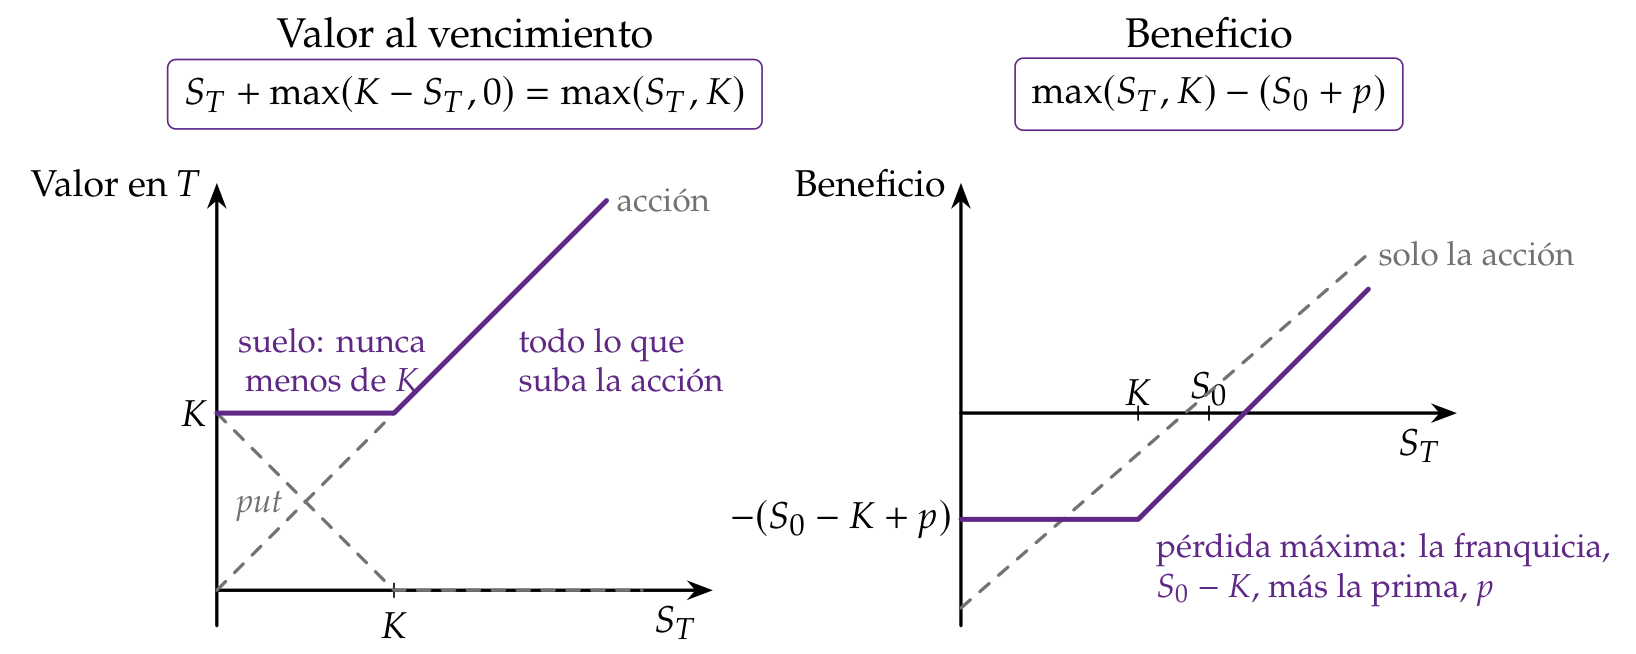 Valor al vencimiento
S_T + max(K − S_T, 0) = max(S_T, K)
Valor en T
acción
suelo: nunca
menos de K
todo lo que
suba la acción
K
put
K
S_T
Beneficio
max(S_T, K) − (S_0 + p)
Beneficio
solo la acción
K
S_0
S_T
−(S_0 − K + p)
pérdida máxima: la franquicia,
S_0 − K, más la prima, p